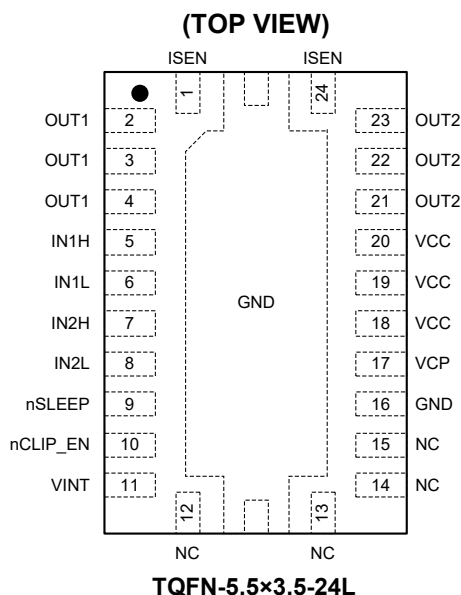 (TOP VIEW)
ISEN ISEN
1 24
OUT1 2 23 OUT2
OUT1 3 22 OUT2
OUT1 4 21 OUT2
IN1H 5 20 VCC
IN1L 6 19 VCC
GND
IN2H 7 18 VCC
IN2L 8 17 VCP
nSLEEP 9 16 GND
nCLIP_EN 10 15 NC
VINT 11 14 NC
12 13
NC NC
TQFN-5.5×3.5-24L